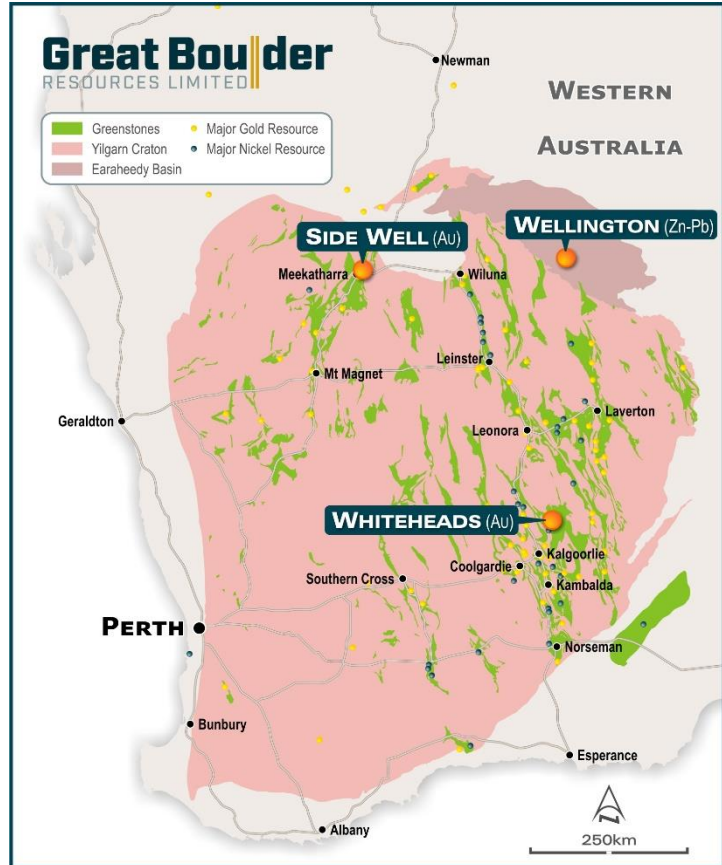 Great Boulder
RESOURCES LIMITED
Greenstones
Major Gold Resource
Yilgarn Craton
Major Nickel Resource
Earaheedy Basin
Newman
WESTERN
AUSTRALIA
SIDE WELL (Au)
WELLINGTON (Zn-Pb)
Meekatharra
Wiluna
Leinster
Mt Magnet
Geraldton
Laverton
Leonora
WHITEHEADS (Au)
Kalgoorlie
Coolgardie
Southern Cross
Kambalda
PERTH
Norseman
Bunbury
Esperance
Albany
N
250km